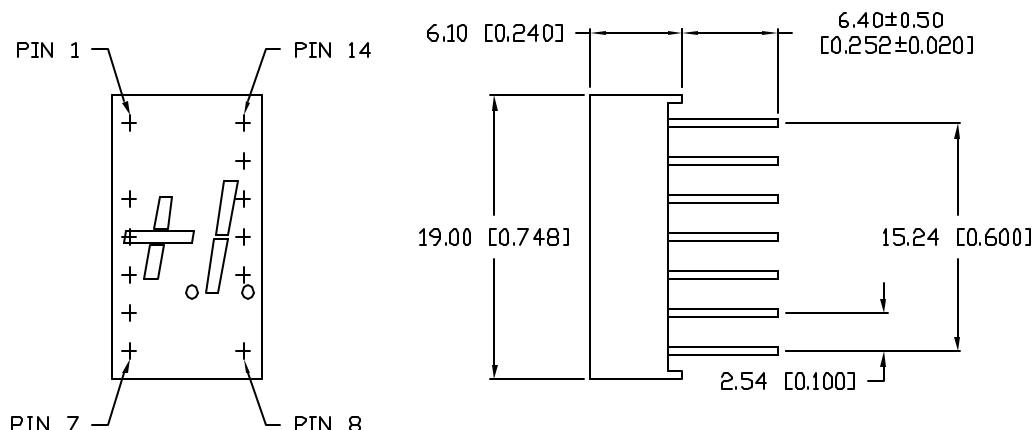 PIN 1
PIN 14
6.10 [0.240]
6.40±0.50
[0.252±0.020]
19.00 [0.748]
15.24 [0.600]
2.54 [0.100]
PIN 7
PIN 8